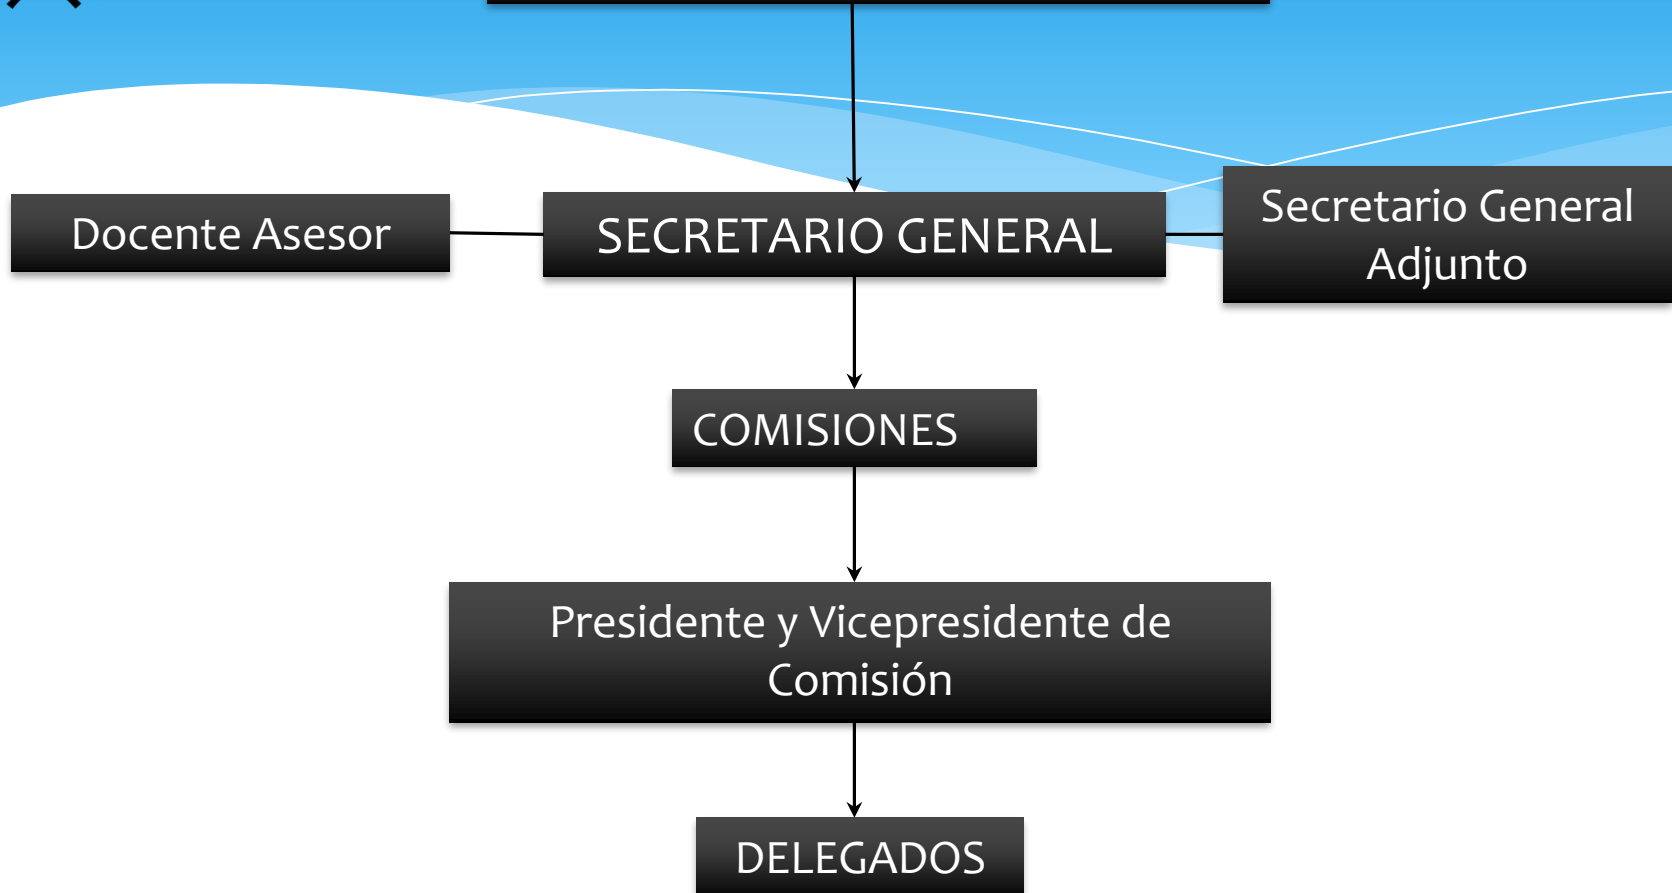 Docente Asesor
SECRETARIO GENERAL
Secretario General
Adjunto
COMISIONES
Presidente y Vicepresidente de
Comisión
DELEGADOS